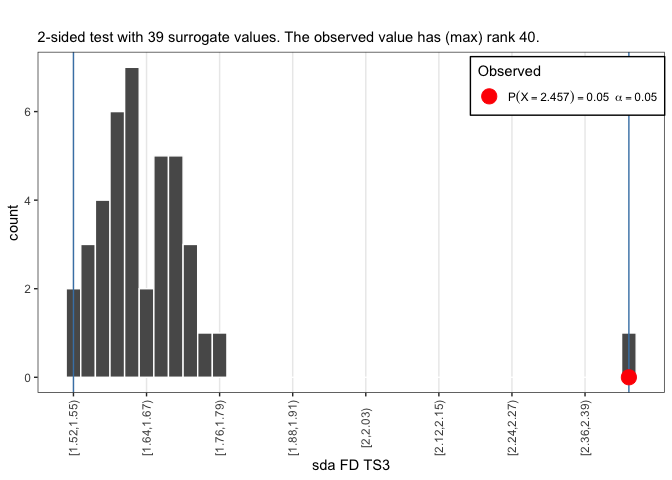 2-sided test with 39 surrogate values. The observed value has (max) rank 40.
Observed
P(X = 2.457) = 0.05 α = 0.05
count
6
4
2
0
[1.52,1.55)
[1.64,1.67)
[1.76,1.79)
[1.88,1.91)
[2,2.03)
[2.12,2.15)
[2.24,2.27)
[2.36,2.39)
sda FD TS3